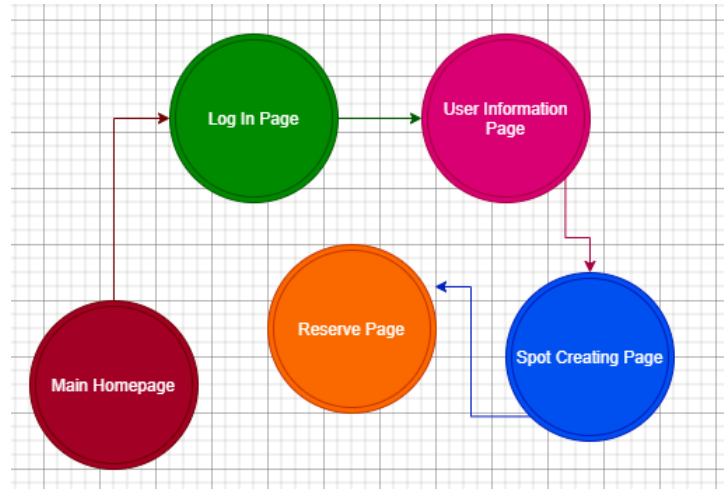 Log In Page
User Information
Page
Reserve Page
Spot Creating Page
Main Homepage